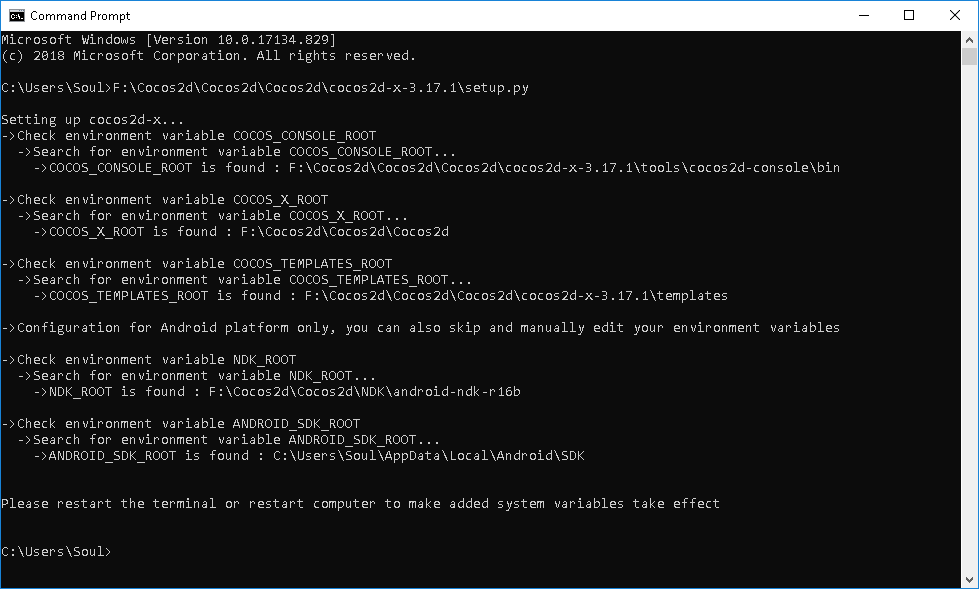 Command Prompt
Microsoft Windows [Version 10.0.17134.829]
(c) 2018 Microsoft Corporation. All rights reserved.
C:\Users\Soul>F:\Cocos2d\Cocos2d\Cocos2d\cocos2d-x-3.17.1\setup.py
Setting up cocos2d-x...
->Check environment variable COCOS_CONSOLE_ROOT
->Search for environment variable COCOS_CONSOLE_ROOT...
->COCOS_CONSOLE_ROOT is found : F:\Cocos2d\Cocos2d\Cocos2d\cocos2d-x-3.17.1\tools\cocos2d-console\bin
->Check environment variable COCOS_X_ROOT
->Search for environment variable COCOS_X_ROOT...
->COCOS_X_ROOT is found : F:\Cocos2d\Cocos2d\Cocos2d
->Check environment variable COCOS_TEMPLATES_ROOT
->Search for environment variable COCOS_TEMPLATES_ROOT...
->COCOS_TEMPLATES_ROOT is found : F:\Cocos2d\Cocos2d\Cocos2d\cocos2d-x-3.17.1\templates
->Configuration for Android platform only, you can also skip and manually edit your environment variables
->Check environment variable NDK_ROOT
->Search for environment variable NDK_ROOT...
->NDK_ROOT is found : F:\Cocos2d\Cocos2d\NDK\android-ndk-r16b
->Check environment variable ANDROID_SDK_ROOT
->Search for environment variable ANDROID_SDK_ROOT...
->ANDROID_SDK_ROOT is found : C:\Users\Soul\AppData\Local\Android\SDK
Please restart the terminal or restart computer to make added system variables take effect
C:\Users\Soul>